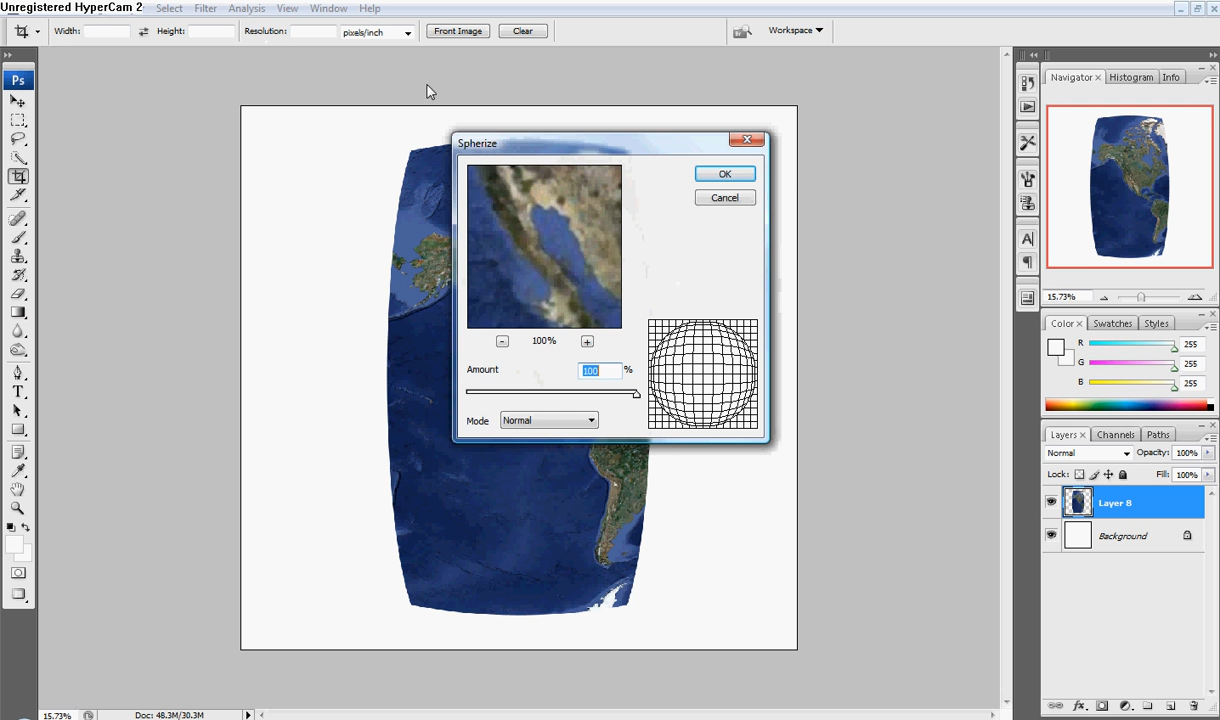 Unregistered HyperCam 2
Select Filter Analysis View Window Help
Width: Height: Resolution: pixels/inch Front Image Clear Workspace
Ps
Navigator × Histogram Info
Spherize
OK
Cancel
- 100% +
Amount 100 %
Mode Normal
15.73%
Color × Swatches Styles
R 255
G 255
B 255
Layers × Channels Paths
Normal Opacity: 100%
Lock: Fill: 100%
Layer 8
Background
T
A
15.73% Doc: 48.3M/30.3M